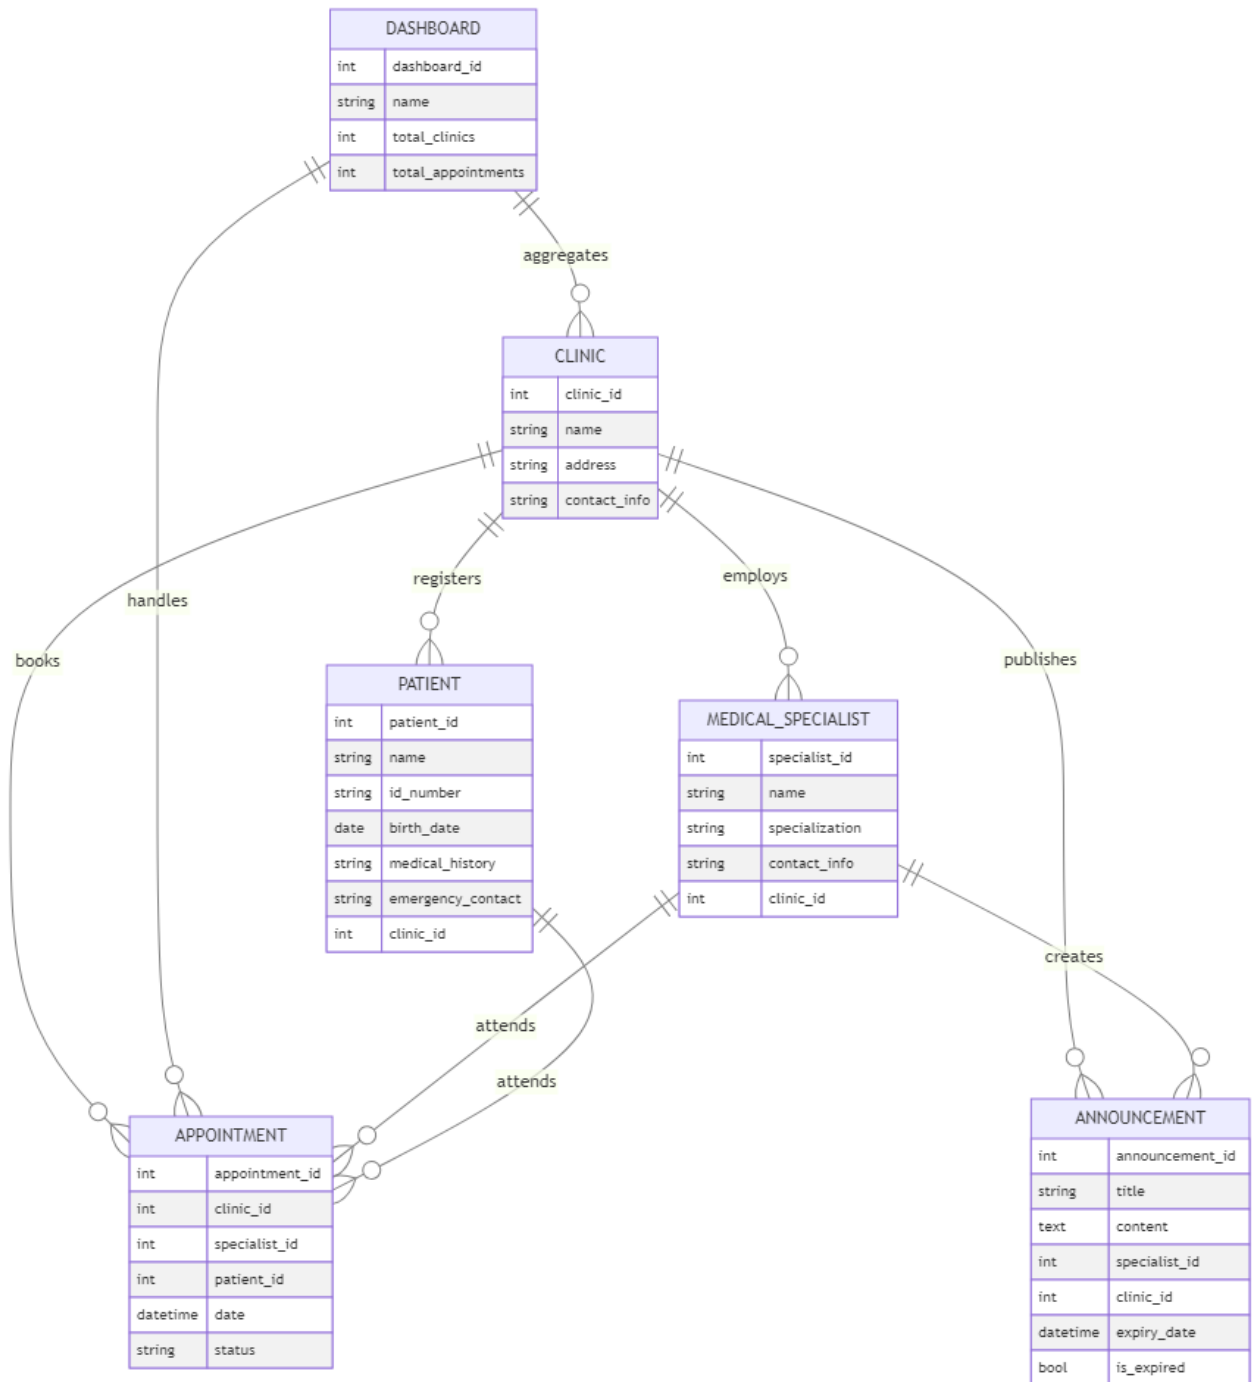 DASHBOARD
int dashboard_id
string name
int total_clinics
int total_appointments
aggregates
CLINIC
int clinic_id
string name
string address
string contact_info
registers
employs
handles
books
publishes
PATIENT
int patient_id
string name
string id_number
date birth_date
string medical_history
string emergency_contact
int clinic_id
MEDICAL_SPECIALIST
int specialist_id
string name
string specialization
string contact_info
int clinic_id
creates
attends
attends
APPOINTMENT
int appointment_id
int clinic_id
int specialist_id
int patient_id
datetime date
string status
ANNOUNCEMENT
int announcement_id
string title
text content
int specialist_id
int clinic_id
datetime expiry_date
bool is_expired